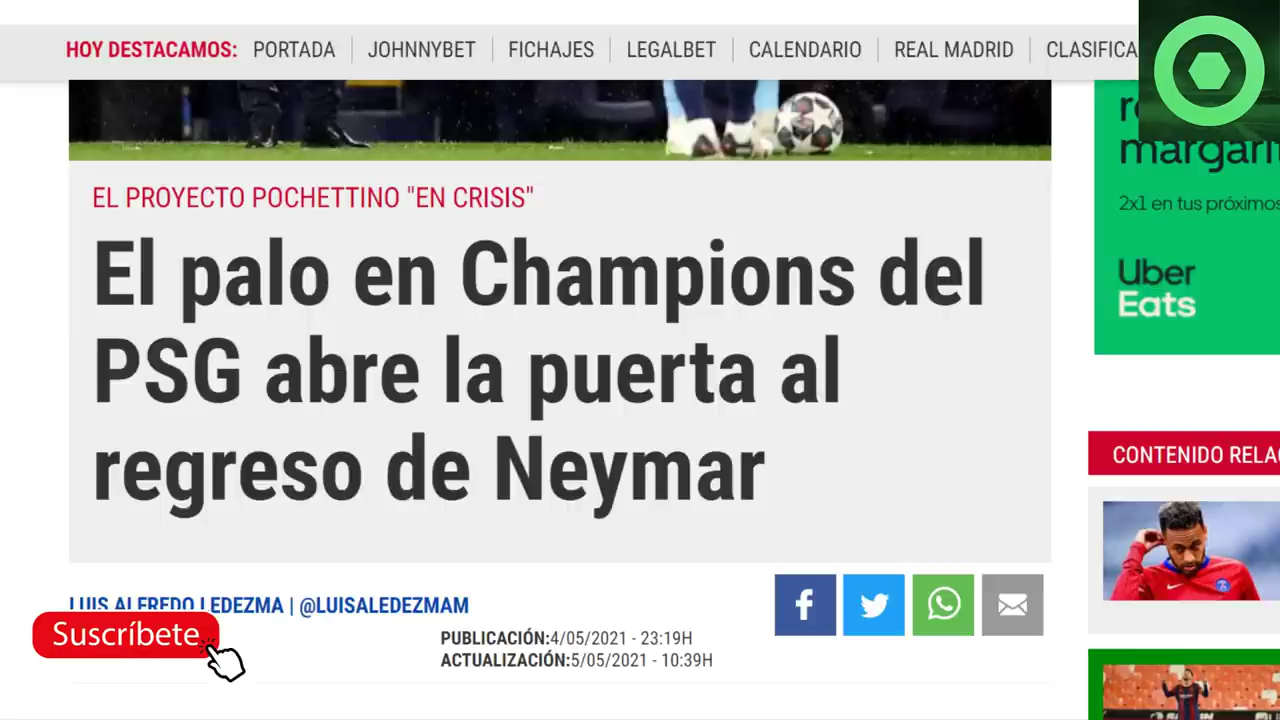 HOY DESTACAMOS: PORTADA JOHNNYBET FICHAJES LEGALBET CALENDARIO REAL MADRID
EL PROYECTO POCHETTINO "EN CRISIS"
El palo en Champions del
PSG abre la puerta al
regreso de Neymar
LUIS ALFREDO LEDEZMA | @LUISALEDEZMAM
Suscríbete
PUBLICACIÓN:4/05/2021 - 23:19H
ACTUALIZACIÓN:5/05/2021 - 10:39H
2x1 en tus próximos
Uber
Eats
CONTENIDO